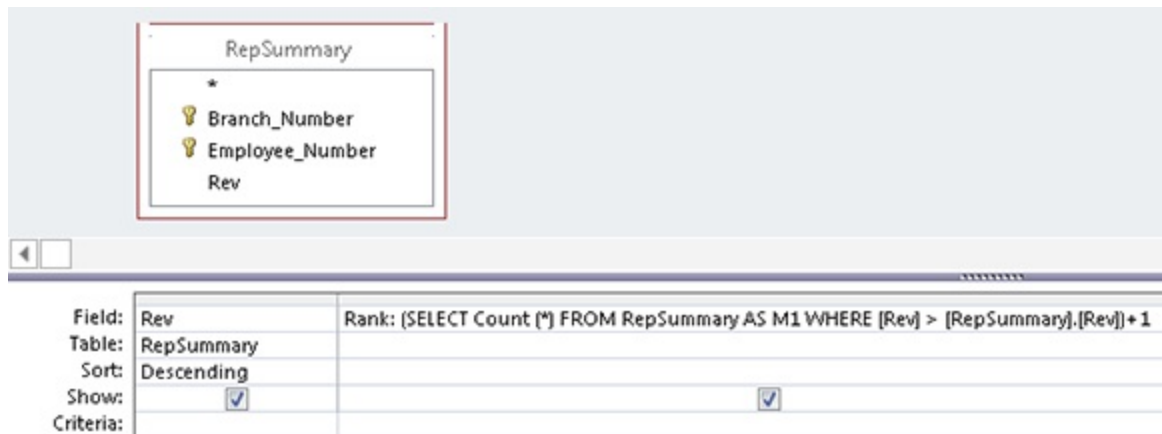 RepSummary
*
Branch_Number
Employee_Number
Rev
Field: Rev Rank: (SELECT Count (*) FROM RepSummary AS M1 WHERE [Rev] > [RepSummary].[Rev])+1
Table: RepSummary
Sort: Descending
Show:
Criteria: